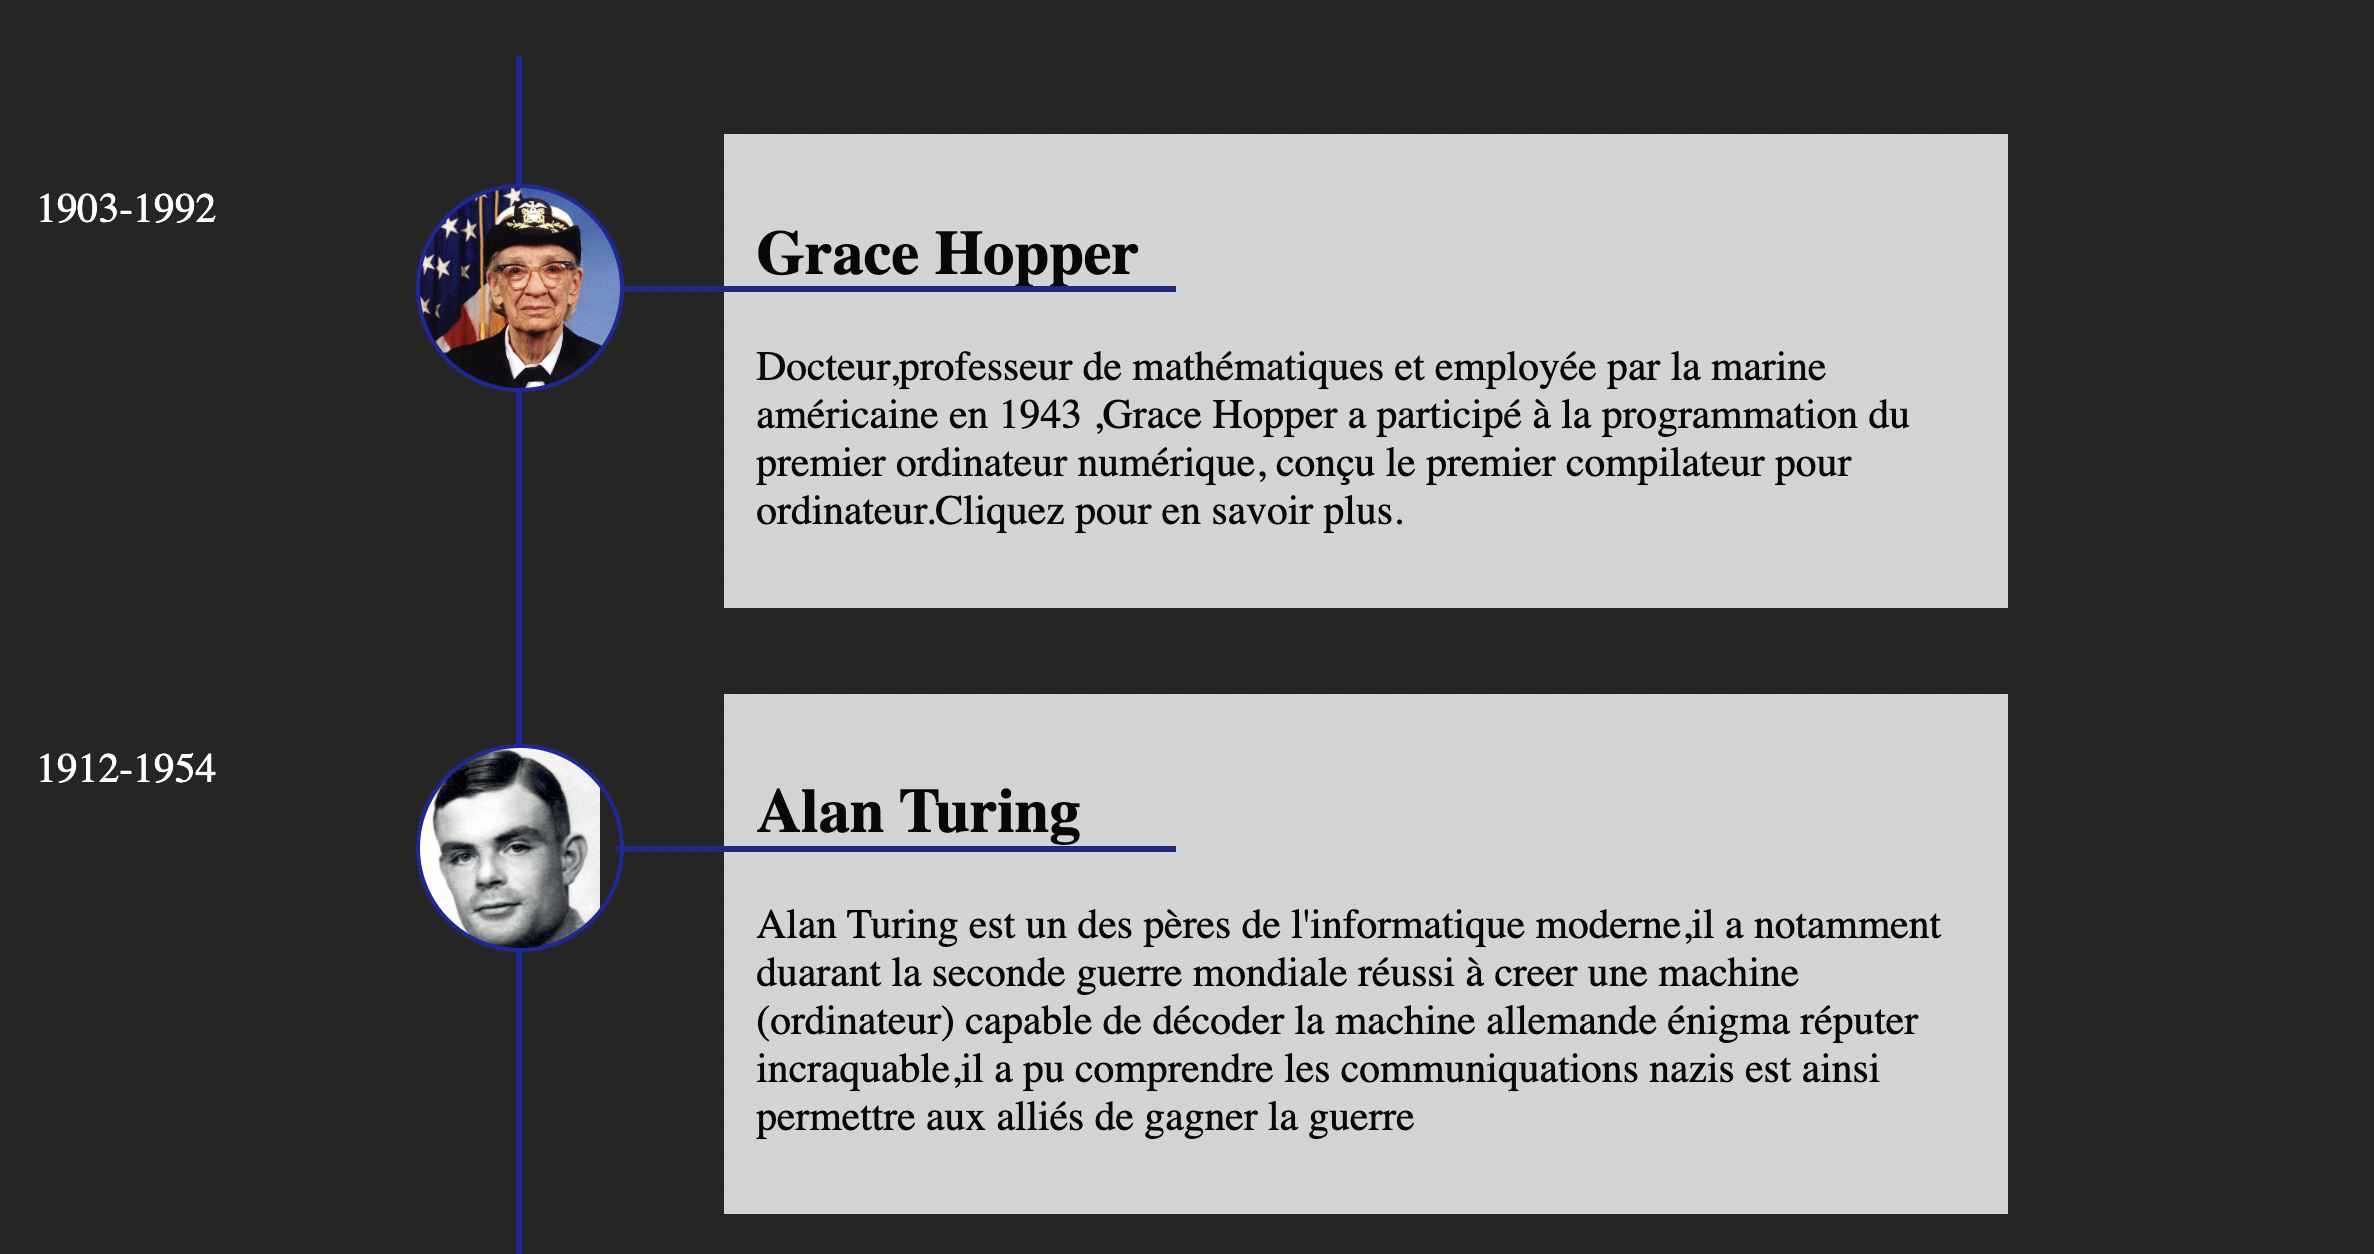 1903-1992
Grace Hopper
Docteur,professeur de mathématiques et employée par la marine
américaine en 1943 ,Grace Hopper a participé à la programmation du
premier ordinateur numérique, conçu le premier compilateur pour
ordinateur.Cliquez pour en savoir plus.
1912-1954
Alan Turing
Alan Turing est un des pères de l'informatique moderne,il a notamment
duarant la seconde guerre mondiale réussi à creer une machine
(ordinateur) capable de décoder la machine allemande énigma réputer
incraquable,il a pu comprendre les communiquations nazis est ainsi
permettre aux alliés de gagner la guerre